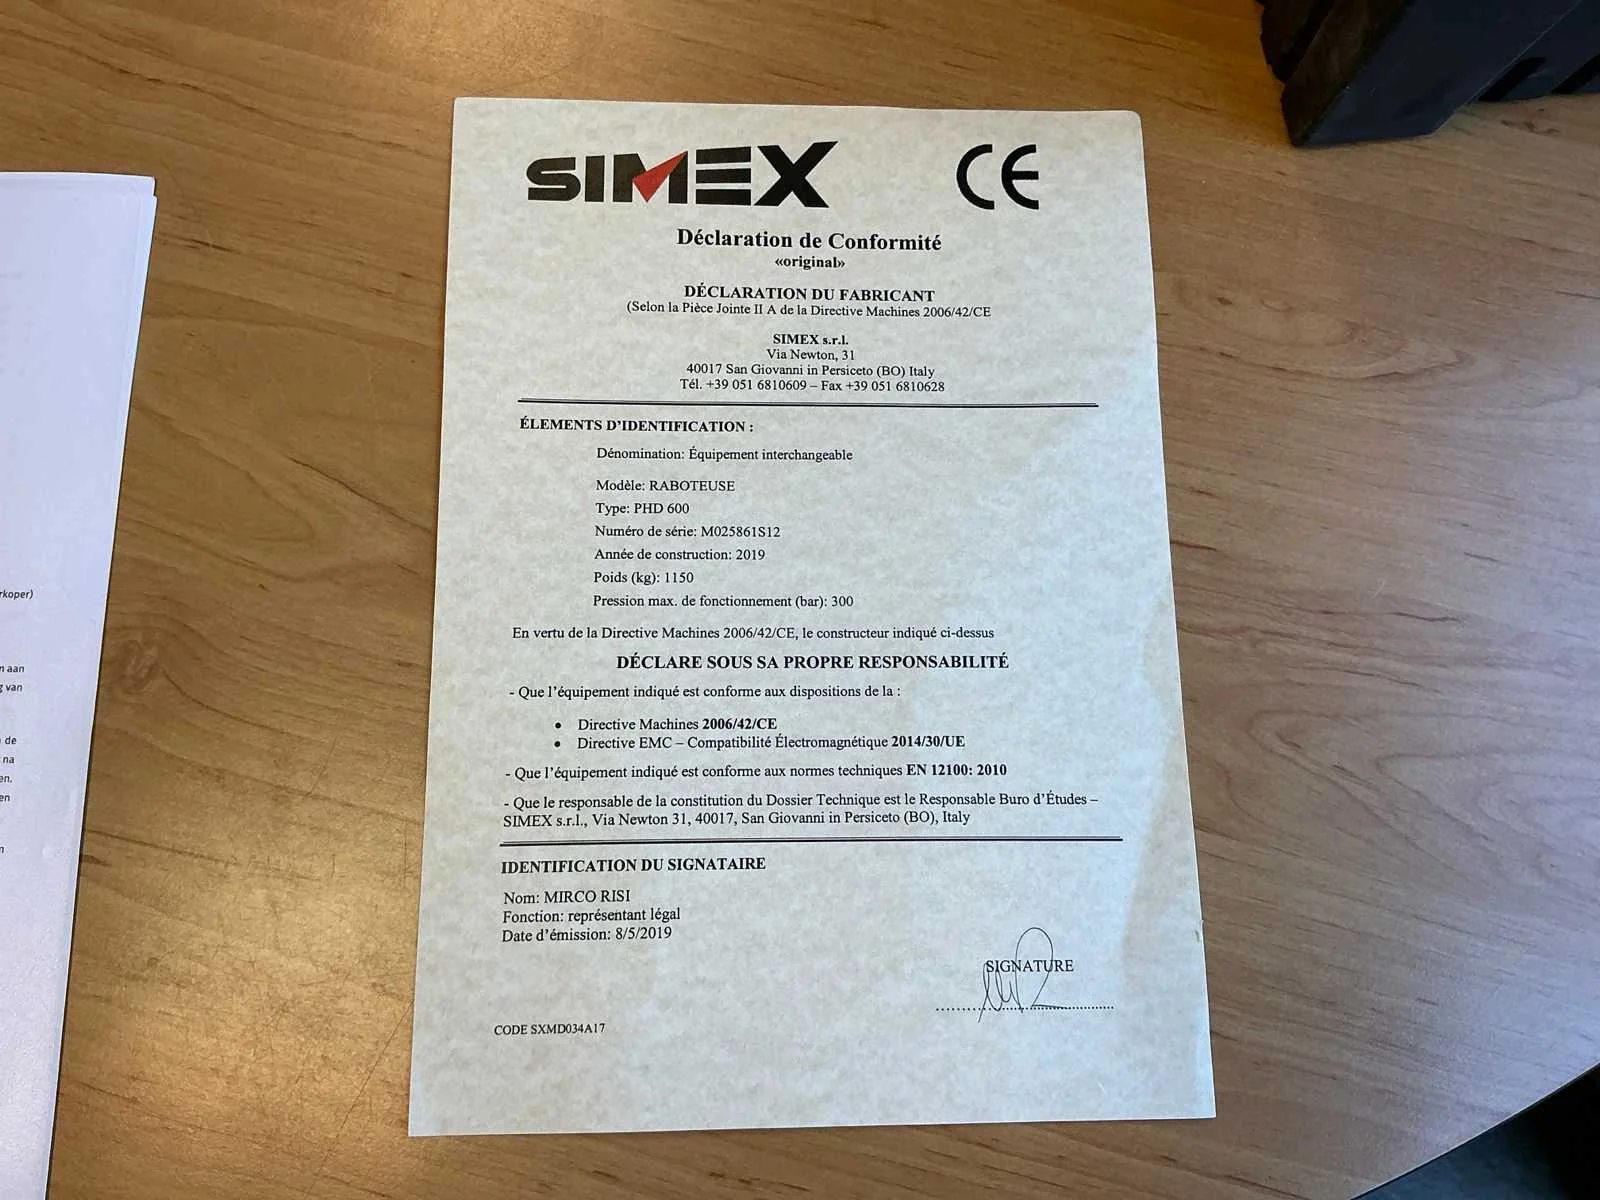 SIMEX CE
Déclaration de Conformité
«original»
DÉCLARATION DU FABRICANT
(Selon la Pièce Jointe II A de la Directive Machines 2006/42/CE
SIMEX s.r.l.
Via Newton, 31
40017 San Giovanni in Persiceto (BO) Italy
Tél. +39 051 6810609 – Fax +39 051 6810628
ÉLEMENTS D'IDENTIFICATION :
Dénomination: Équipement interchangeable
Modèle: RABOTEUSE
Type: PHD 600
Numéro de série: M025861S12
Année de construction: 2019
Poids (kg): 1150
Pression max. de fonctionnement (bar): 300
En vertu de la Directive Machines 2006/42/CE, le constructeur indiqué ci-dessus
DÉCLARE SOUS SA PROPRE RESPONSABILITÉ
- Que l'équipement indiqué est conforme aux dispositions de la :
• Directive Machines 2006/42/CE
• Directive EMC – Compatibilité Électromagnétique 2014/30/UE
- Que l'équipement indiqué est conforme aux normes techniques EN 12100: 2010
- Que le responsable de la constitution du Dossier Technique est le Responsable Buro d'Études –
SIMEX s.r.l., Via Newton 31, 40017, San Giovanni in Persiceto (BO), Italy
IDENTIFICATION DU SIGNATAIRE
Nom: MIRCO RISI
Fonction: représentant légal
Date d'émission: 8/5/2019
SIGNATURE
CODE SXMD034A17
rkoper)
n aan
van
de
na
en.
en
n